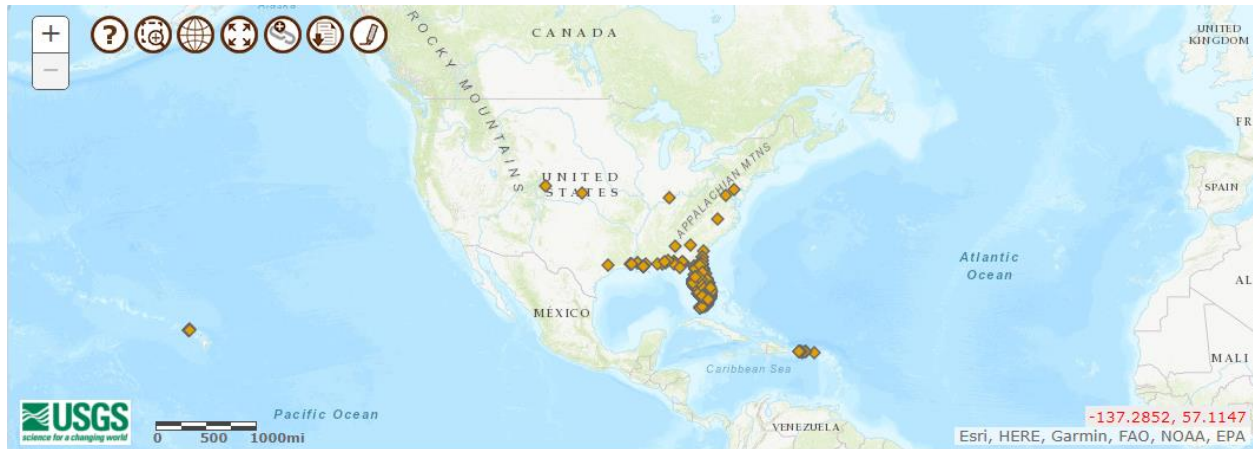 Alaska
+
−
?
CANADA
ROCKY MOUNTAINS
UNITED
KINGDOM
FR
UNITED
STATES
APPALACHIAN MTNS
SPAIN
Atlantic
Ocean
AL
MÉXICO
MALI
Caribbean Sea
USGS
science for a changing world
Pacific Ocean
0 500 1000mi
VENEZUELA
-137.2852, 57.1147
Esri, HERE, Garmin, FAO, NOAA, EPA